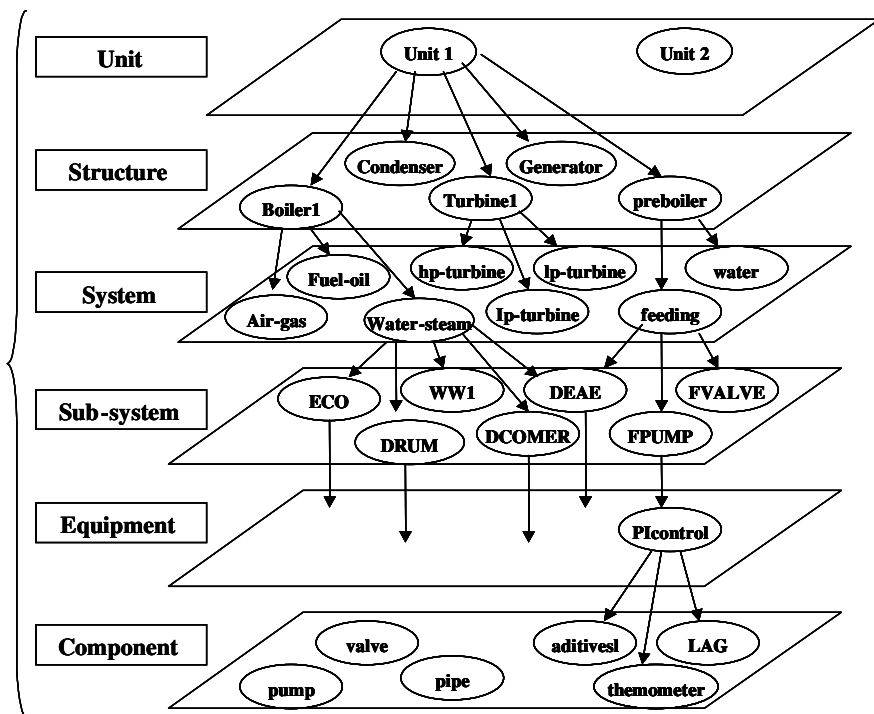 Unit
Unit 1
Unit 2
Structure
Condenser
Generator
Boiler1
Turbine1
preboiler
System
Fuel-oil
hp-turbine
lp-turbine
water
Air-gas
Water-steam
Ip-turbine
feeding
Sub-system
ECO
WW1
DEAE
FVALVE
DRUM
DCOMER
FPUMP
Equipment
PIcontrol
Component
valve
aditivesl
LAG
pump
pipe
themometer